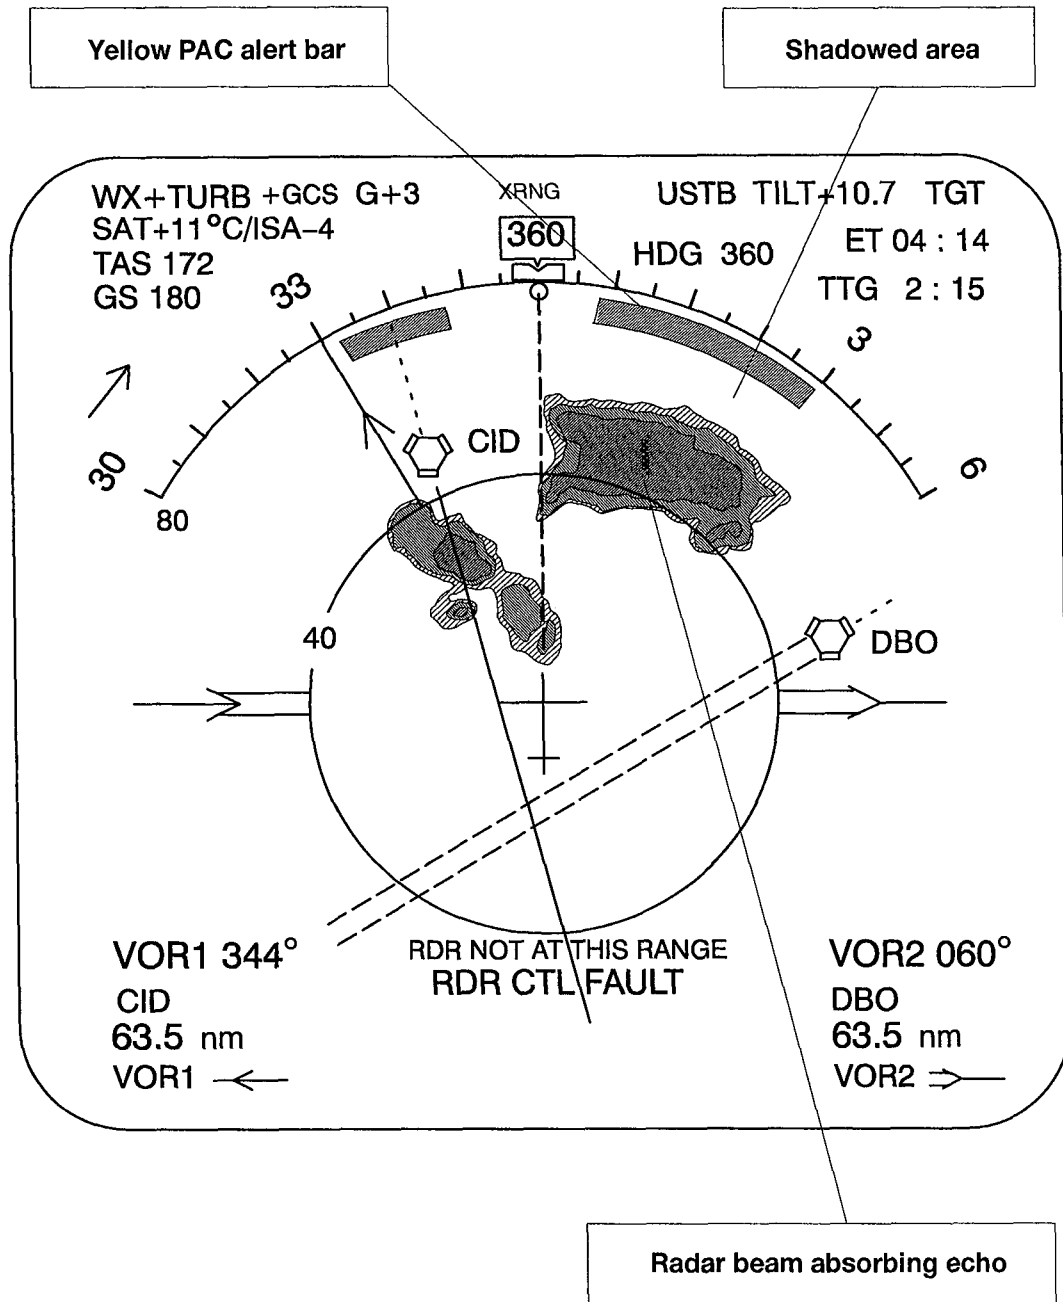 Yellow PAC alert bar
Shadowed area
WX+TURB +GCS G+3
XRNG
USTB TILT+10.7 TGT
SAT+11°C/ISA-4
360
HDG 360
ET 04 : 14
TAS 172
GS 180
TTG 2 : 15
33
3
30
6
80
CID
40
DBO
VOR1 344°
RDR NOT AT THIS RANGE
VOR2 060°
RDR CTL FAULT
CID
DBO
63.5 nm
63.5 nm
VOR1
VOR2
Radar beam absorbing echo